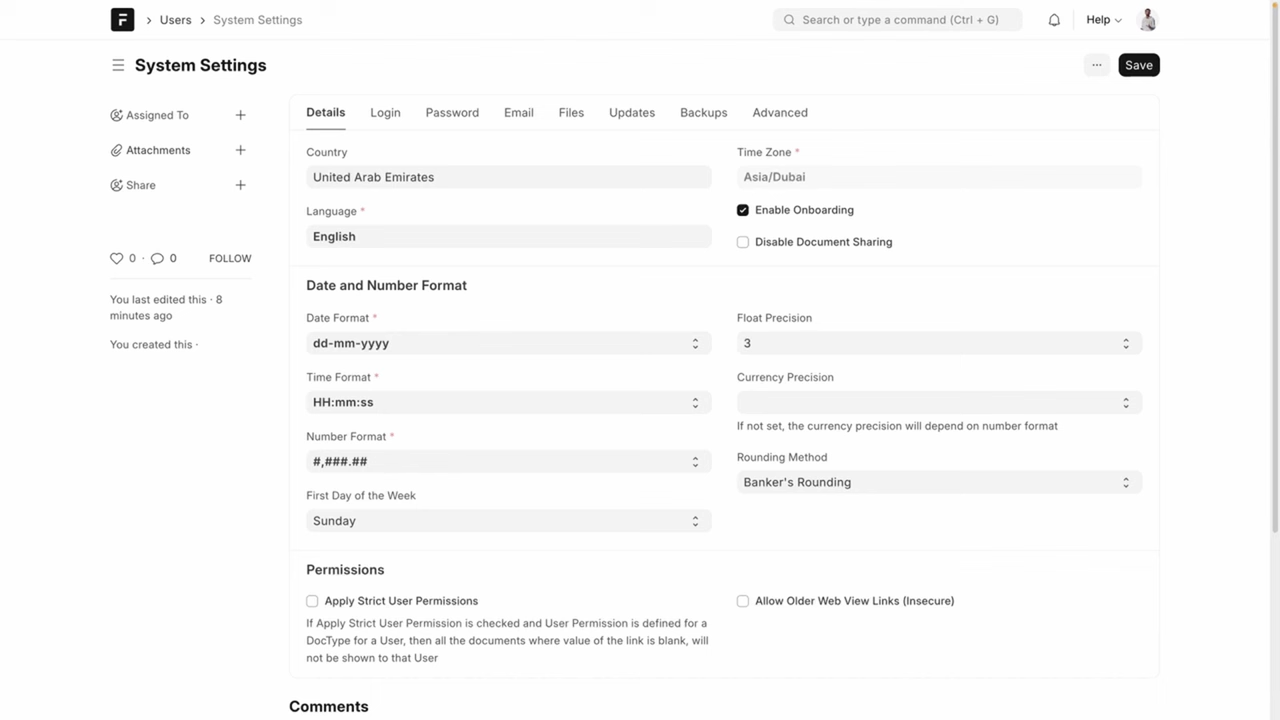 F
Users
System Settings
Search or type a command (Ctrl + G)
Help
System Settings
···
Save
Assigned To
Attachments
Share
0 · 0
FOLLOW
You last edited this · 8
minutes ago
You created this ·
Details Login Password Email Files Updates Backups Advanced
Country
United Arab Emirates
Language *
English
Time Zone *
Asia/Dubai
Enable Onboarding
Disable Document Sharing
Date and Number Format
Date Format *
dd-mm-yyyy
Time Format *
HH:mm:ss
Number Format *
#,###.##
First Day of the Week
Sunday
Float Precision
3
Currency Precision
If not set, the currency precision will depend on number format
Rounding Method
Banker's Rounding
Permissions
Apply Strict User Permissions
If Apply Strict User Permission is checked and User Permission is defined for a
DocType for a User, then all the documents where value of the link is blank, will
not be shown to that User
Allow Older Web View Links (Insecure)
Comments